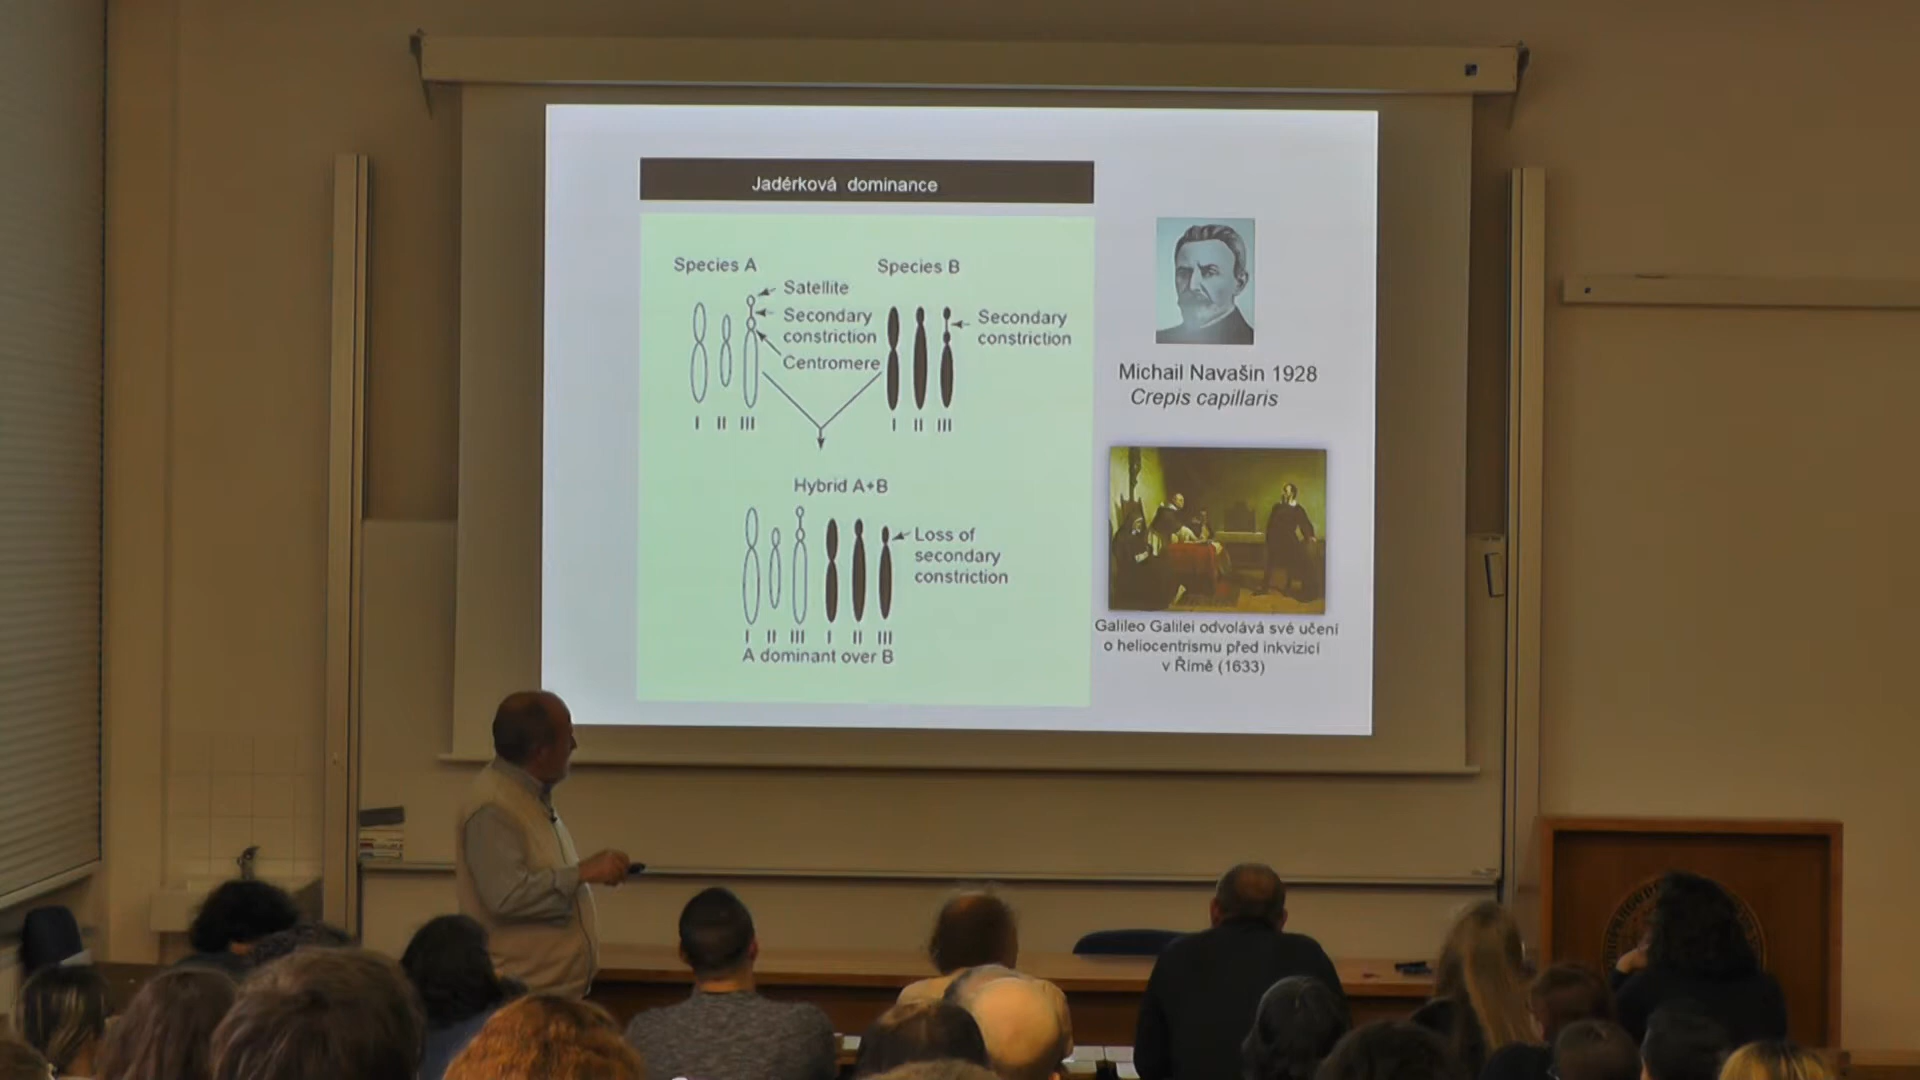 Jadérková dominance
Species A
Species B
Satellite
Secondary
constriction
Centromere
Secondary
constriction
I II III
I II III
Hybrid A+B
Loss of
secondary
constriction
I II III I II III
A dominant over B
Michail Navašin 1928
Crepis capillaris
Galileo Galilei odvolává své učení
o heliocentrismu před inkvizicí
v Římě (1633)